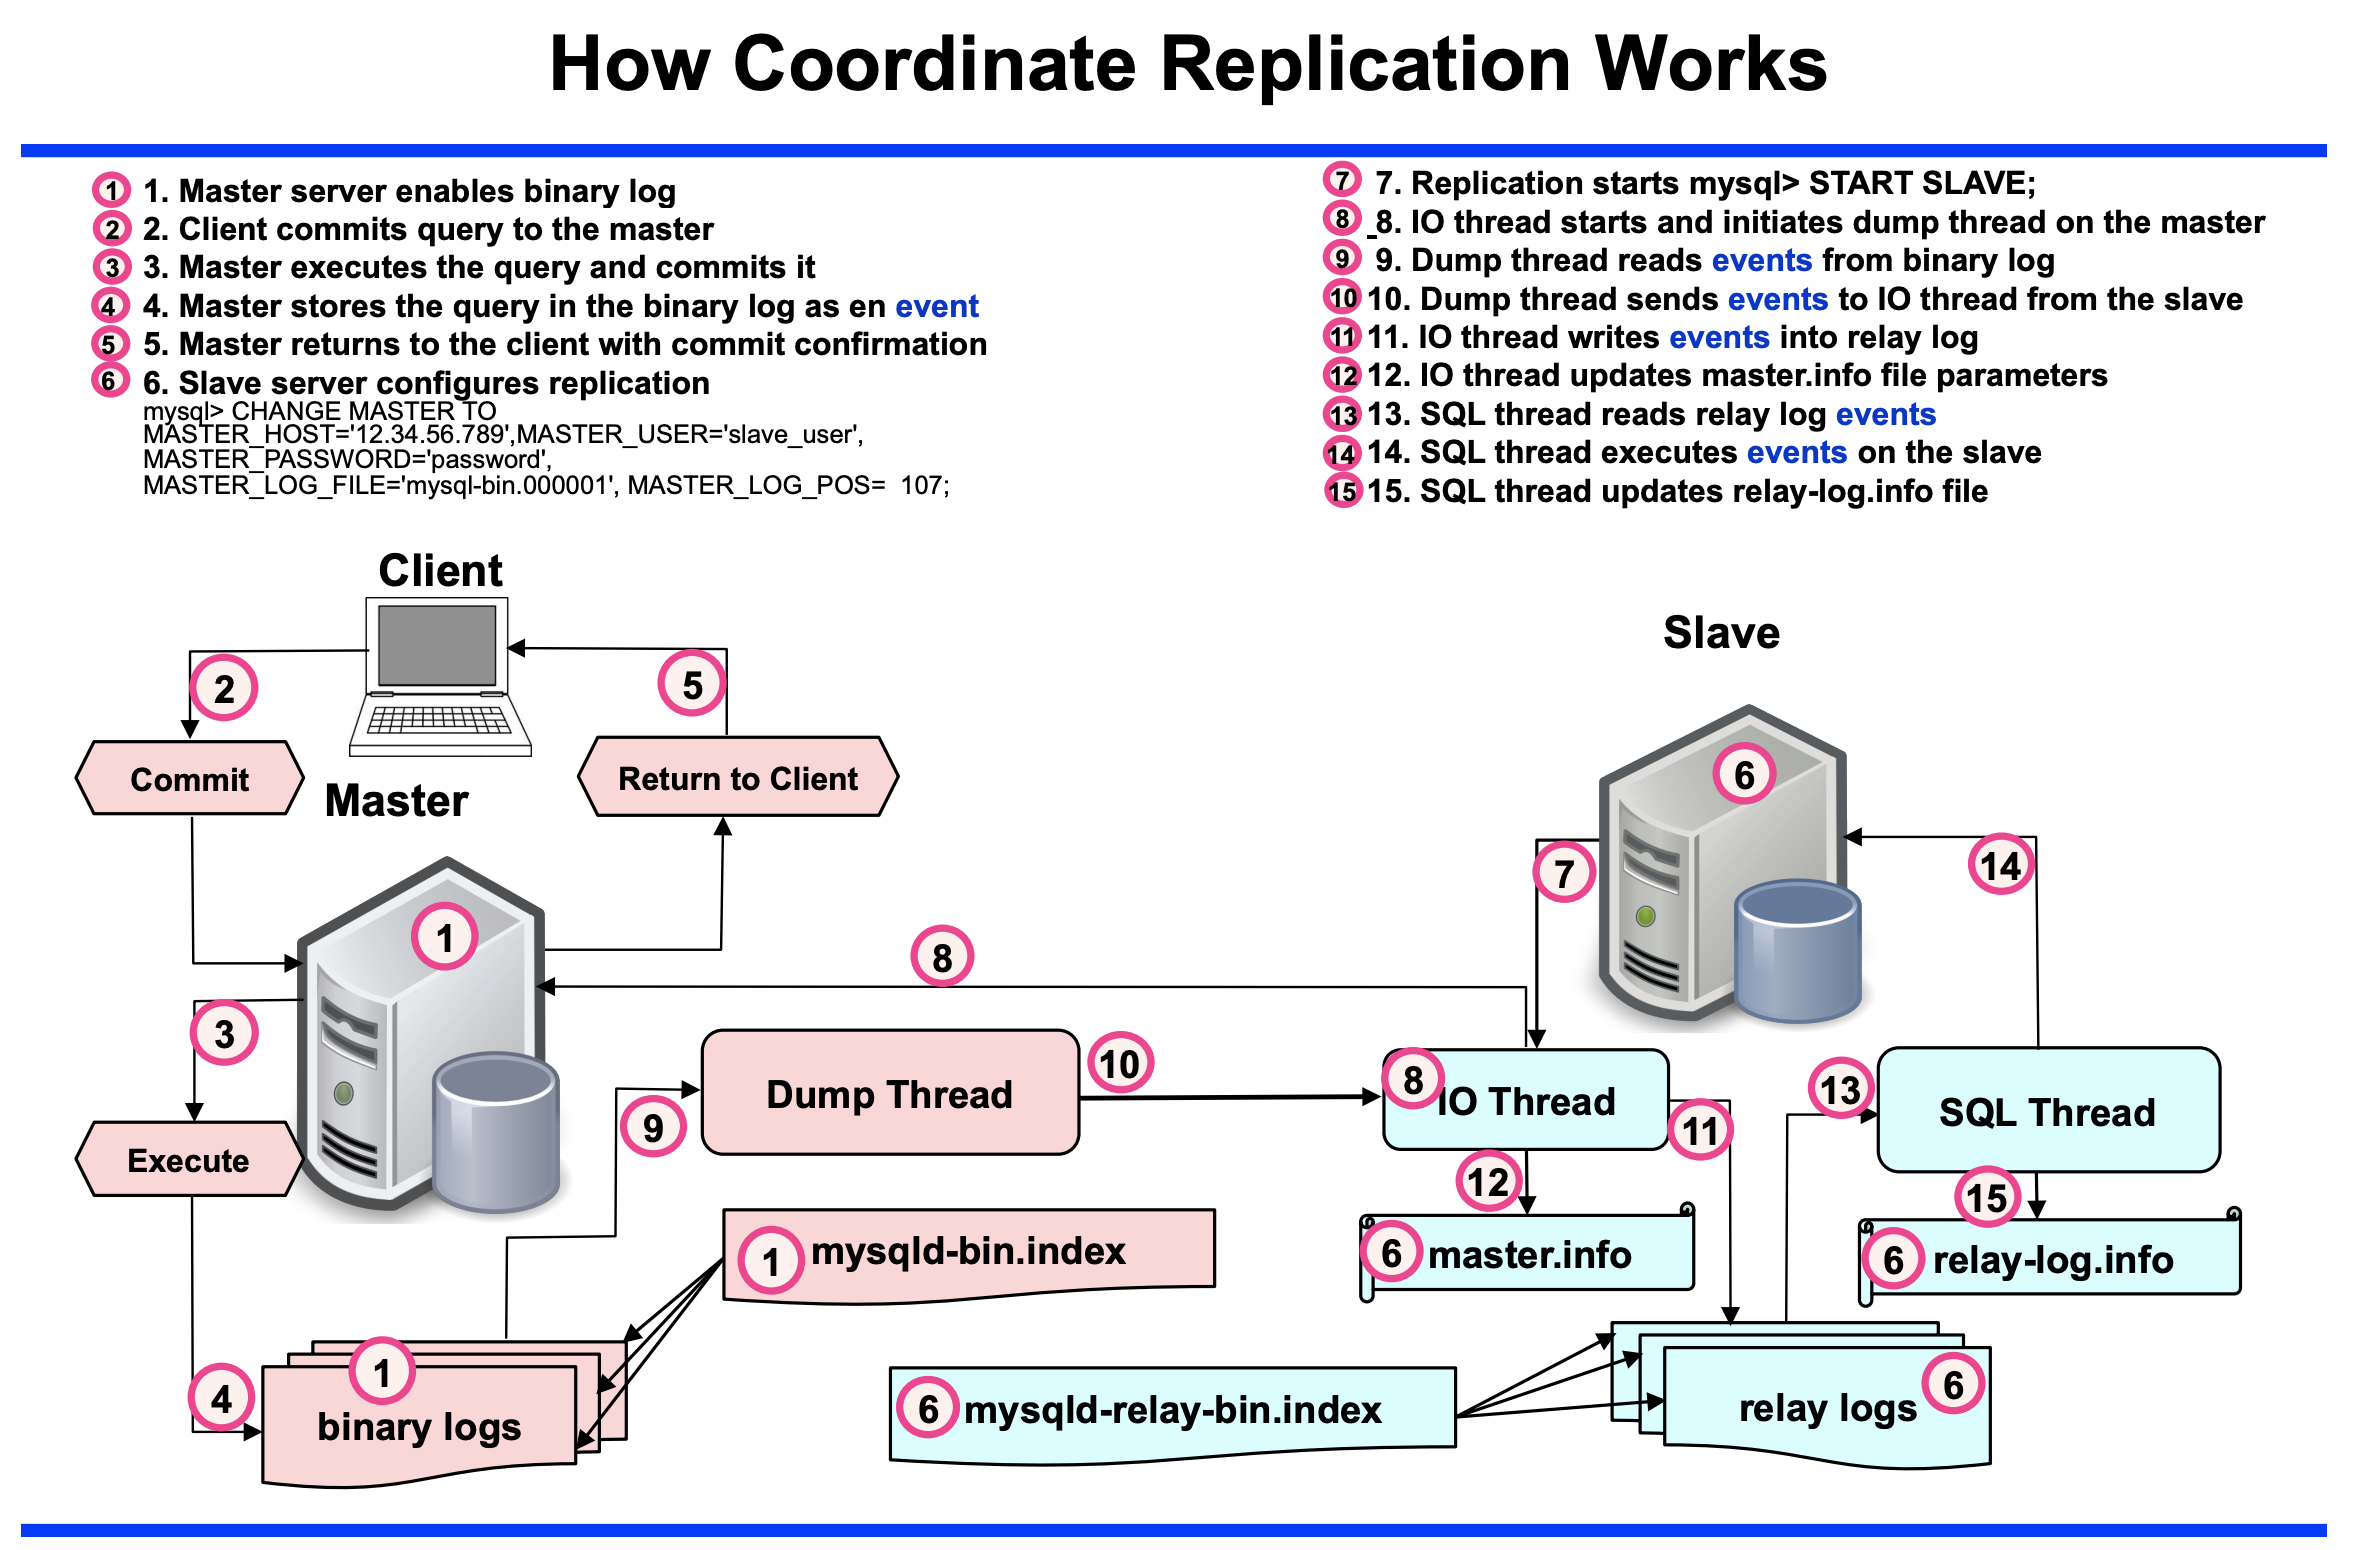 How Coordinate Replication Works
1 1. Master server enables binary log
2 2. Client commits query to the master
3 3. Master executes the query and commits it
4 4. Master stores the query in the binary log as en event
5 5. Master returns to the client with commit confirmation
6 6. Slave server configures replication
mysql> CHANGE MASTER TO
MASTER_HOST='12.34.56.789',MASTER_USER='slave_user',
MASTER_PASSWORD='password',
MASTER_LOG_FILE='mysql-bin.000001', MASTER_LOG_POS= 107;
7 7. Replication starts mysql> START SLAVE;
8 _8. IO thread starts and initiates dump thread on the master
9 9. Dump thread reads events from binary log
10 10. Dump thread sends events to IO thread from the slave
11 11. IO thread writes events into relay log
12 12. IO thread updates master.info file parameters
13 13. SQL thread reads relay log events
14 14. SQL thread executes events on the slave
15 15. SQL thread updates relay-log.info file
Client
2
5
Commit
Return to Client
Master
1
3
Execute
4
1
binary logs
9
Dump Thread
10
1 mysqld-bin.index
8
Slave
6
7
14
8 IO Thread
11
12
13
SQL Thread
15
6 master.info
6 relay-log.info
6 mysqld-relay-bin.index
relay logs 6